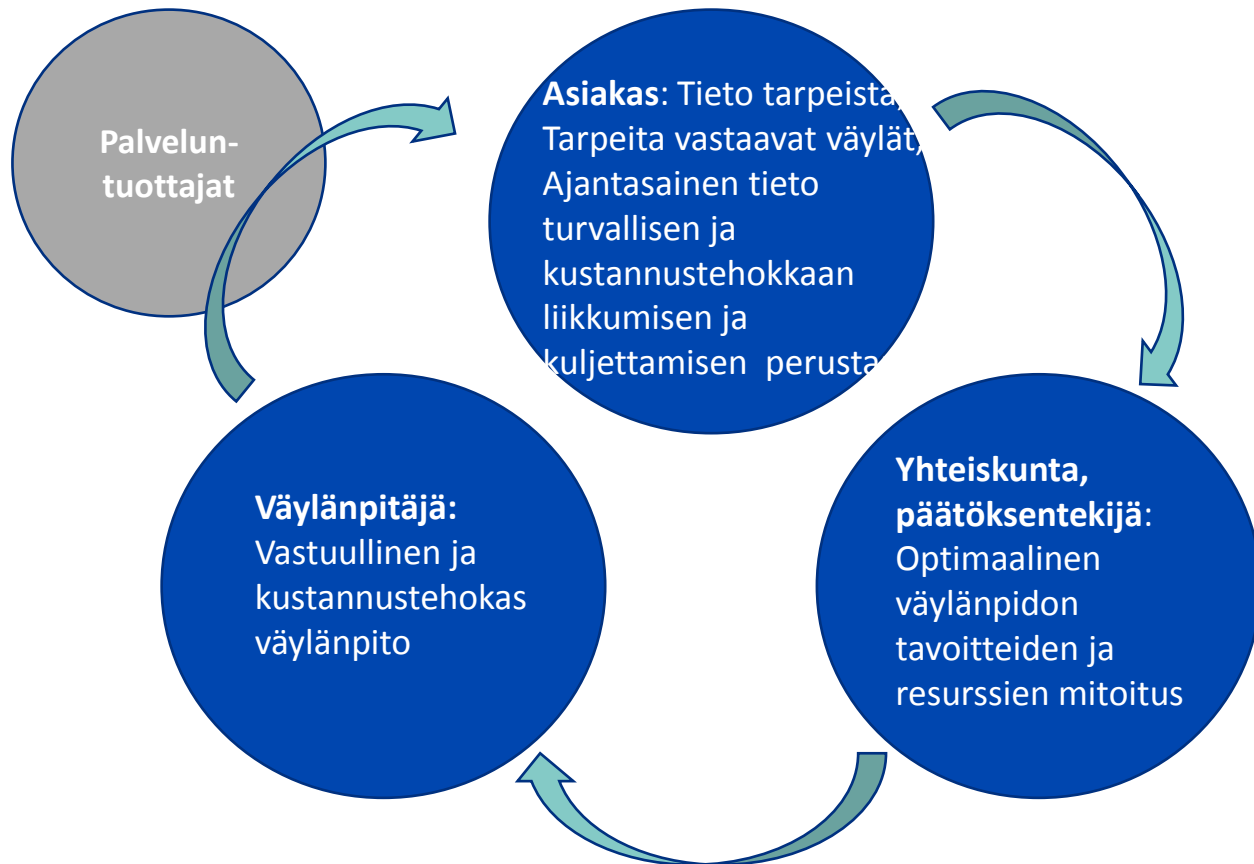 Palvelun-
tuottajat
Asiakas: Tieto tarpeista,
Tarpeita vastaavat väylät,
Ajantasainen tieto
turvallisen ja
kustannustehokkaan
liikkumisen ja
kuljettamisen perusta
Väylänpitäjä:
Vastuullinen ja
kustannustehokas
väylänpito
Yhteiskunta,
päätöksentekijä:
Optimaalinen
väylänpidon
tavoitteiden ja
resurssien mitoitus